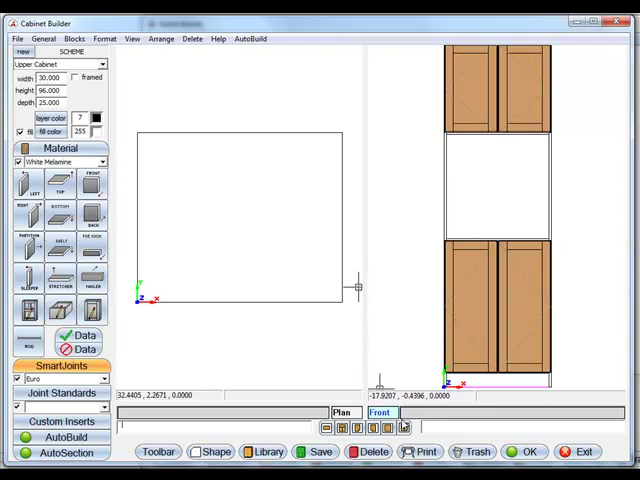 Cabinet Builder
File General Blocks Format View Arrange Delete Help AutoBuild
new SCHEME
Upper Cabinet
width 30.000 framed
height 96.000
depth 25.000
layer color 7
fill fill color 255
Material
White Melamine
LEFT TOP FRONT
RIGHT BOTTOM BACK
PARTITION SHELF TOE KICK
SLEEPER STRETCHER NAILER
ROD
Data
Data
SmartJoints
Euro
Joint Standards
Custom Inserts
AutoBuild
AutoSection
Y
Z X
Z X
32.4405, 2.2671, 0.0000
-17.9207, -0.4396, 0.0000
Plan Front
Toolbar Shape Library Save Delete Print Trash OK Exit